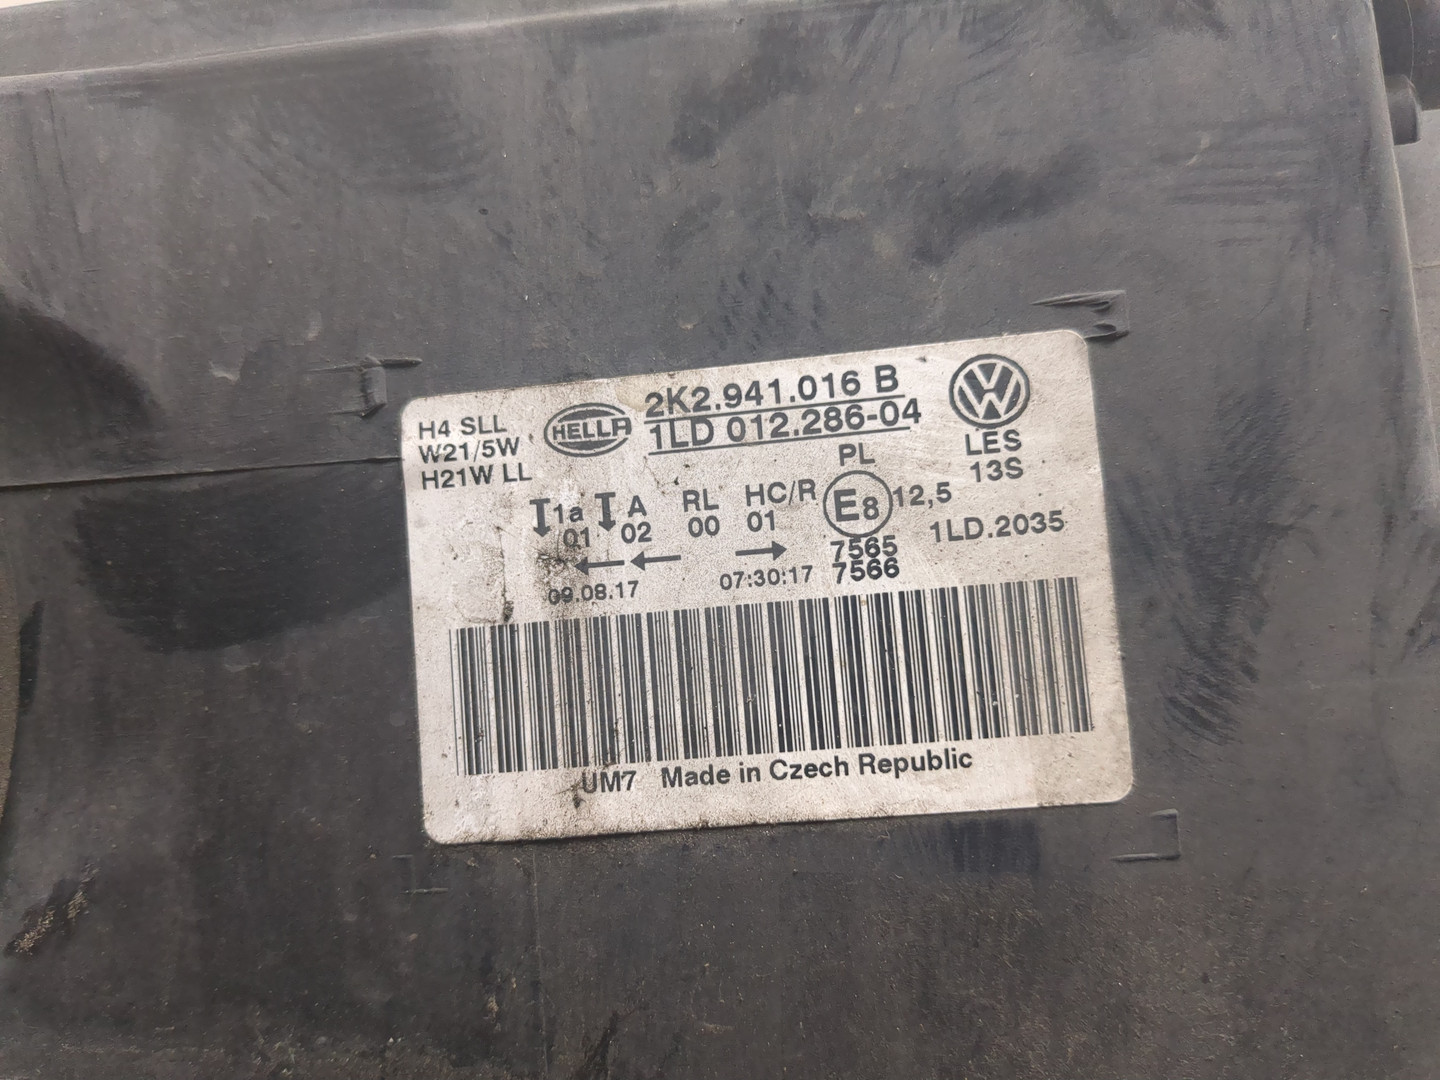 H4 SLL
W21/5W
H21W LL
HELLA
2K2.941.016 B
1LD 012.286-04
LES
13S
PL
1a
01
A
02
RL
00
HC/R
01
E8
12,5
7565
7566
1LD.2035
09.08.17
07:30:17
UM7 Made in Czech Republic